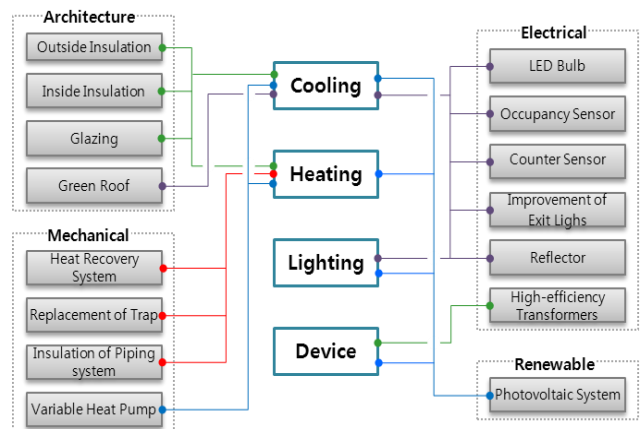 Architecture
Outside Insulation
Inside Insulation
Glazing
Green Roof
Mechanical
Heat Recovery
System
Replacement of Trap
Insulation of Piping
system
Variable Heat Pump
Cooling
Heating
Lighting
Device
Electrical
LED Bulb
Occupancy Sensor
Counter Sensor
Improvement of
Exit Lighs
Reflector
High-efficiency
Transformers
Renewable
Photovoltaic System